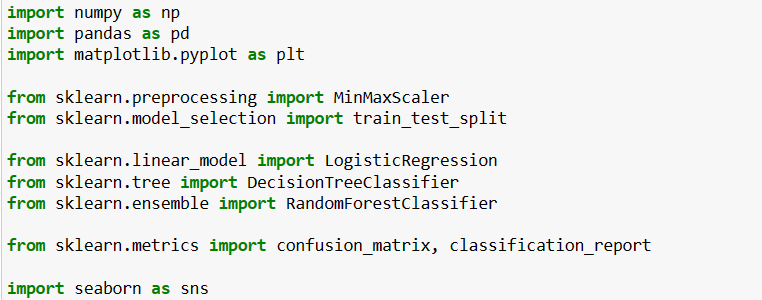 import numpy as np
import pandas as pd
import matplotlib.pyplot as plt
from sklearn.preprocessing import MinMaxScaler
from sklearn.model_selection import train_test_split
from sklearn.linear_model import LogisticRegression
from sklearn.tree import DecisionTreeClassifier
from sklearn.ensemble import RandomForestClassifier
from sklearn.metrics import confusion_matrix, classification_report
import seaborn as sns